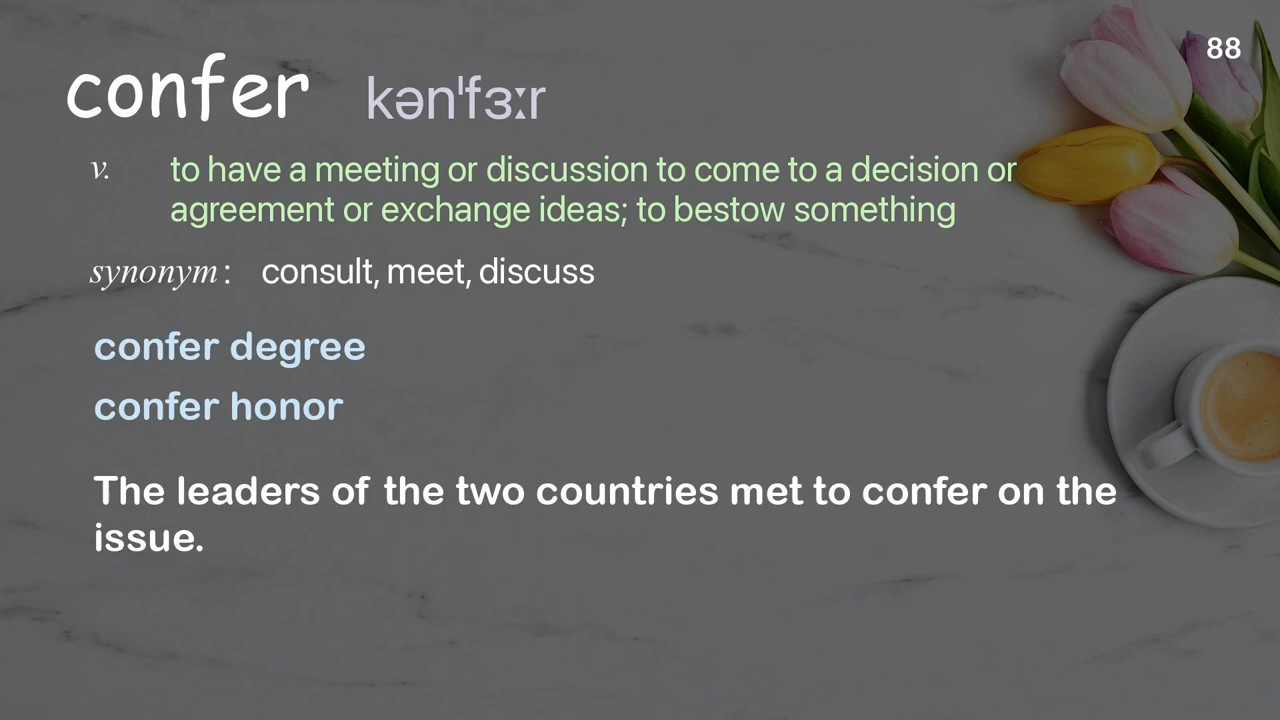 88
confer kən'fɜːr
v. to have a meeting or discussion to come to a decision or
agreement or exchange ideas; to bestow something
synonym: consult, meet, discuss
confer degree
confer honor
The leaders of the two countries met to confer on the
issue.